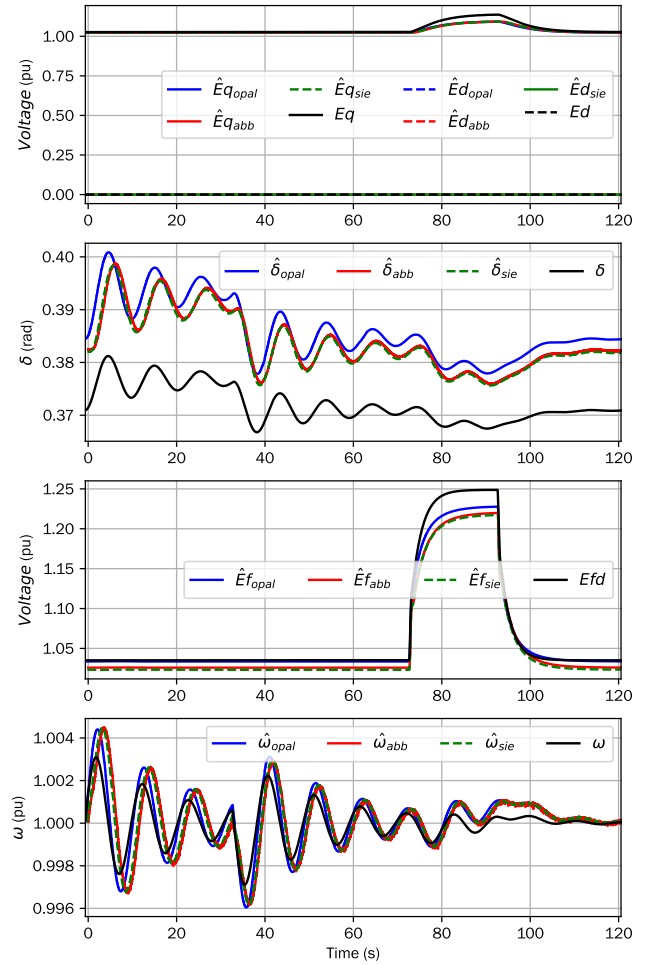 Voltage (pu)
1.00
0.75
0.50
0.25
0.00
Êq_opal Êq_sie Êd_opal Êd_sie
Êq_abb Eq Êd_abb Ed
0 20 40 60 80 100 120
δ (rad)
0.40
0.39
0.38
0.37
δ̂_opal δ̂_abb δ̂_sie δ
0 20 40 60 80 100 120
Voltage (pu)
1.25
1.20
1.15
1.10
1.05
Êf_opal Êf_abb Êf_sie Efd
0 20 40 60 80 100 120
ω (pu)
1.004
1.002
1.000
0.998
0.996
ω̂_opal ω̂_abb ω̂_sie ω
0 20 40 60 80 100 120
Time (s)